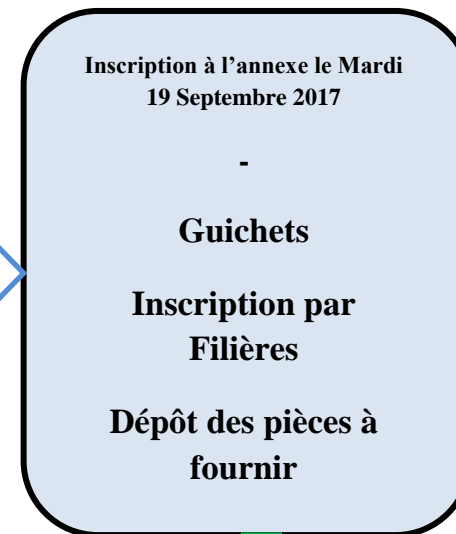 Inscription à l’annexe le Mardi
19 Septembre 2017
-
Guichets
Inscription par
Filières
Dépôt des pièces à
fournir